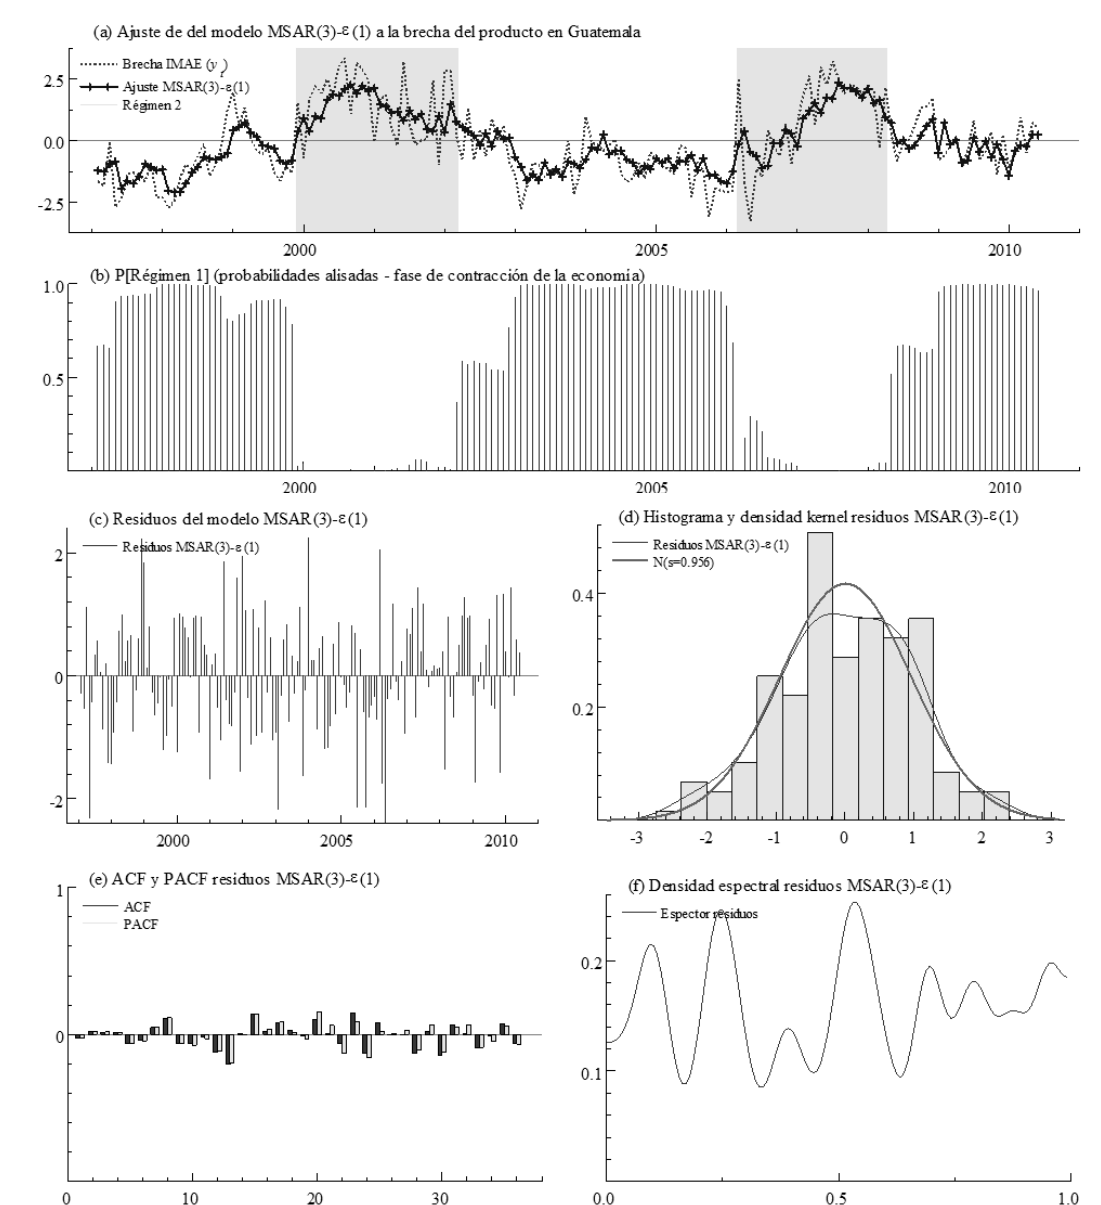 (a) Ajuste de del modelo MSAR(3)-ε(1) a la brecha del producto en Guatemala
Brecha IMAE (y_t)
Ajuste MSAR(3)-ε(1)
Régimen 2
2.5
0.0
-2.5
2000 2005 2010
(b) P[Régimen 1] (probabilidades alisadas - fase de contracción de la economia)
1.0
0.5
2000 2005 2010
(c) Residuos del modelo MSAR(3)-ε(1)
Residuos MSAR(3)-ε(1)
2
0
-2
2000 2005 2010
(d) Histograma y densidad kernel residuos MSAR(3)-ε(1)
Residuos MSAR(3)-ε(1)
N(s=0.956)
0.4
0.2
-3 -2 -1 0 1 2 3
(e) ACF y PACF residuos MSAR(3)-ε(1)
ACF
PACF
1
0
0 10 20 30
(f) Densidad espectral residuos MSAR(3)-ε(1)
Espector residuos
0.2
0.1
0.0 0.5 1.0